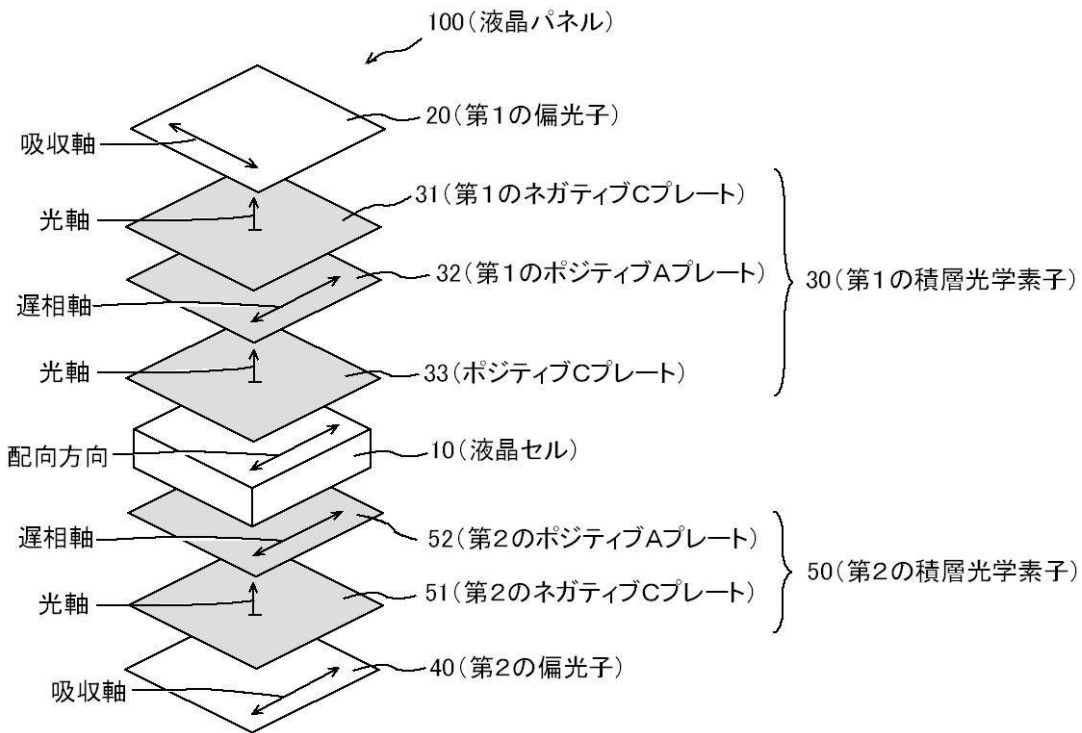 100(液晶パネル)
20(第1の偏光子)
吸収軸
31(第1のネガティブCプレート)
光軸
32(第1のポジティブAプレート)
30(第1の積層光学素子)
遅相軸
光軸
33(ポジティブCプレート)
配向方向
10(液晶セル)
遅相軸
52(第2のポジティブAプレート)
50(第2の積層光学素子)
光軸
51(第2のネガティブCプレート)
40(第2の偏光子)
吸収軸